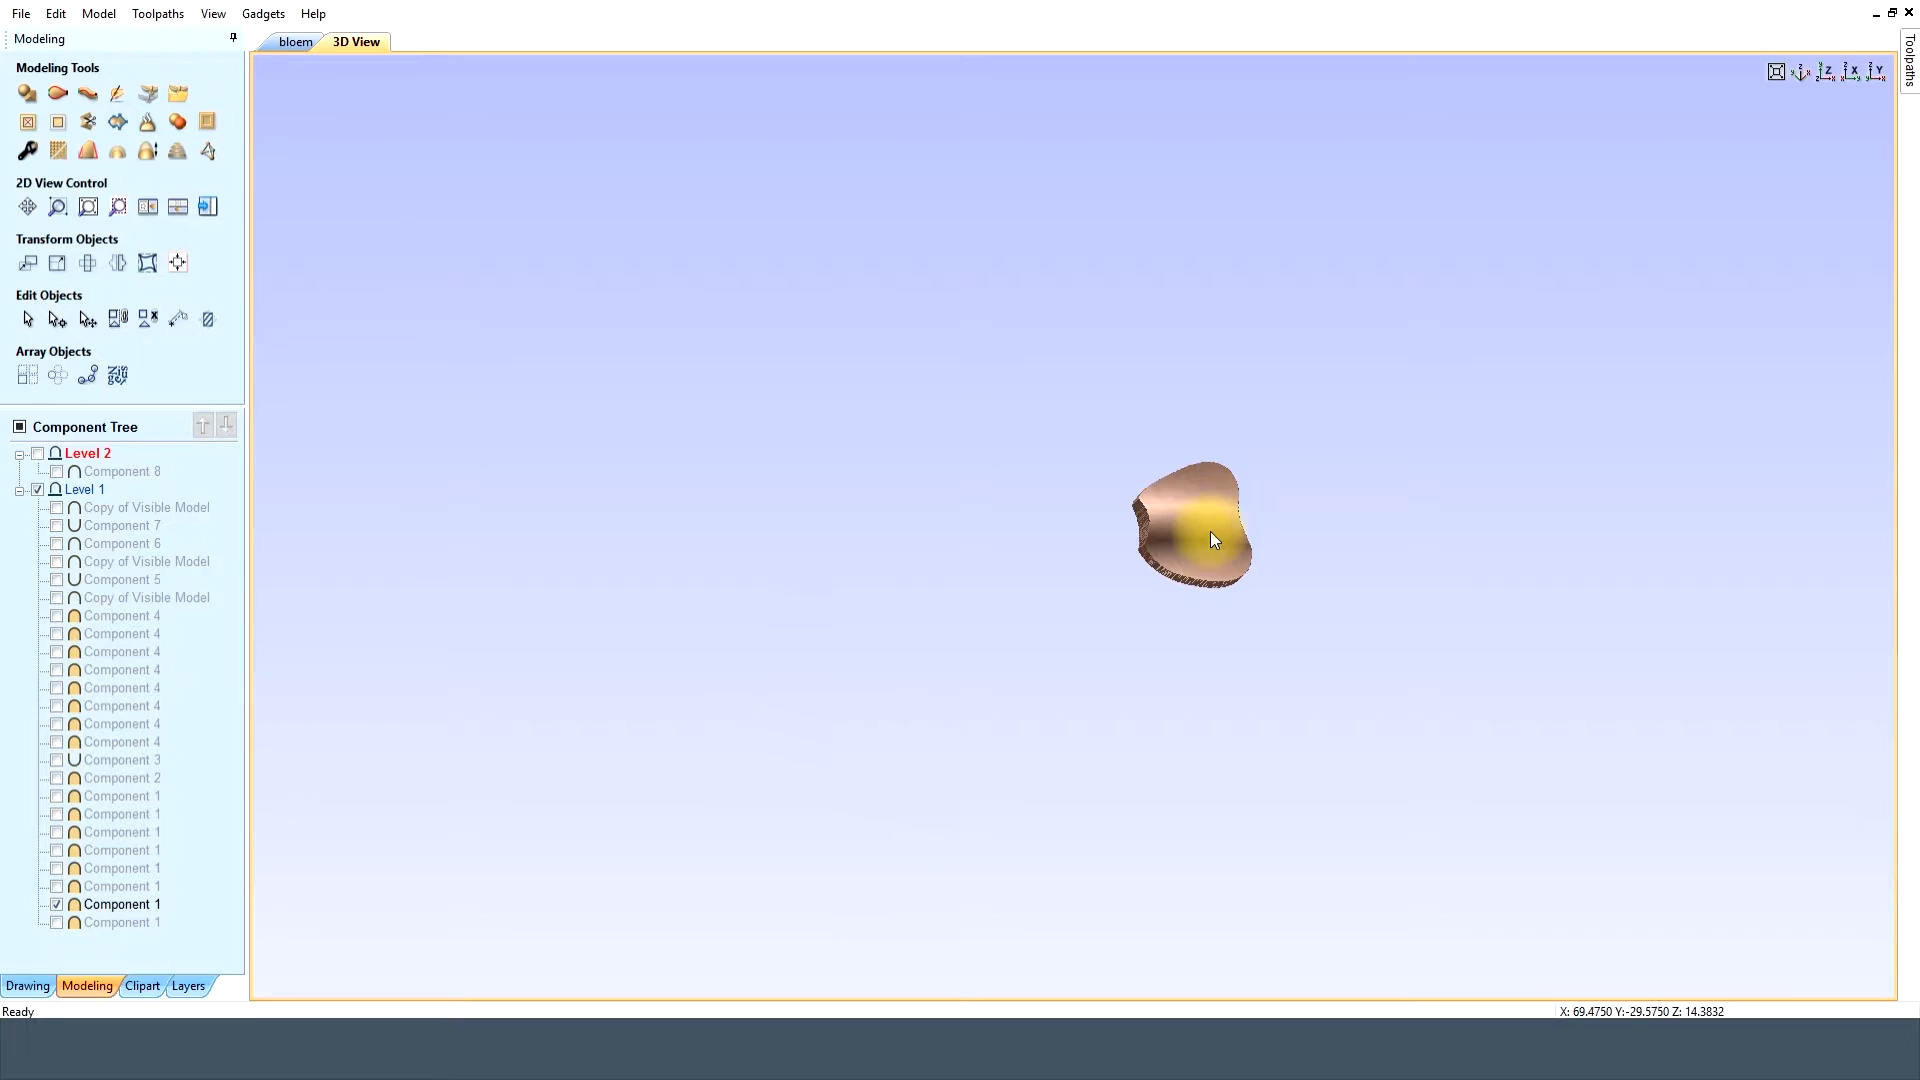 File Edit Model Toolpaths View Gadgets Help
Modeling
bloem 3D View
Toolpaths
Modeling Tools
2D View Control
Transform Objects
Edit Objects
Array Objects
Component Tree
Level 2
Component 8
Level 1
Copy of Visible Model
Component 7
Component 6
Copy of Visible Model
Component 5
Copy of Visible Model
Component 4
Component 4
Component 4
Component 4
Component 4
Component 4
Component 4
Component 4
Component 3
Component 2
Component 1
Component 1
Component 1
Component 1
Component 1
Component 1
Component 1
Component 1
Drawing Modeling Clipart Layers
Ready
X: 69.4750 Y:-29.5750 Z: 14.3832